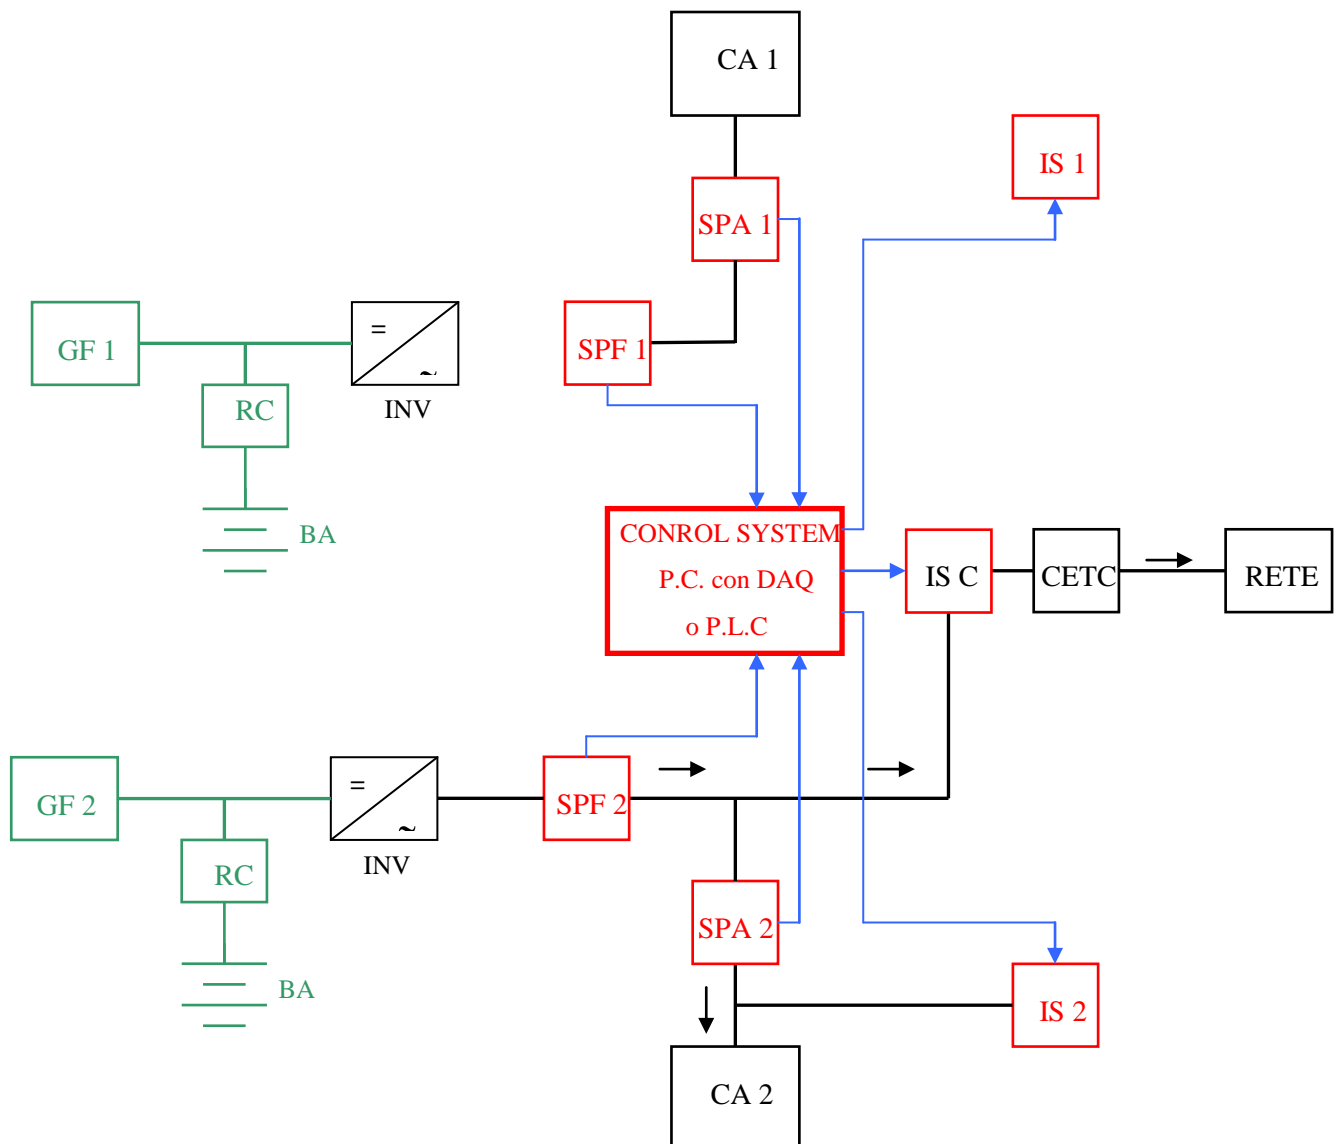 CA 1
IS 1
SPA 1
GF 1
=
~
SPF 1
RC
INV
BA
CONROL SYSTEM
P.C. con DAQ
o P.L.C
IS C
CETC
RETE
GF 2
=
~
SPF 2
INV
RC
SPA 2
BA
IS 2
CA 2